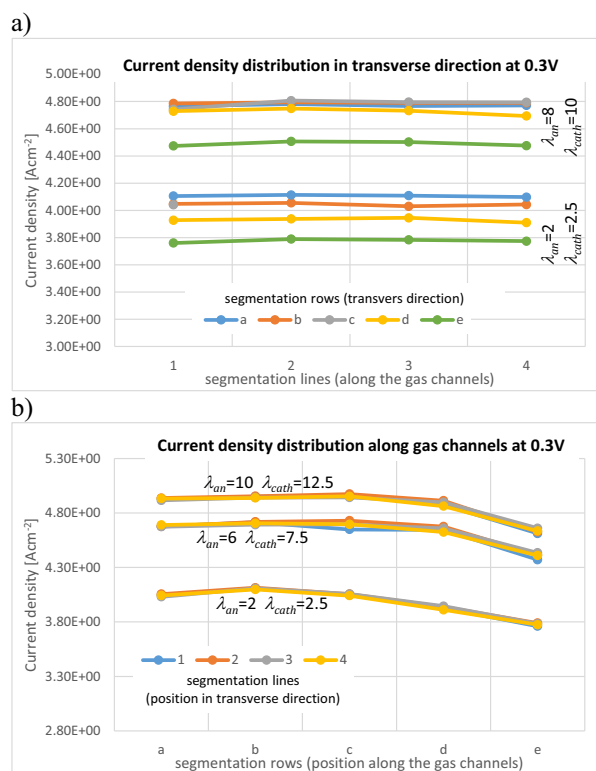 a)
Current density distribution in transverse direction at 0.3V
5.00E+00
4.80E+00
4.60E+00
4.40E+00
4.20E+00
4.00E+00
3.80E+00
3.60E+00
3.40E+00
3.20E+00
3.00E+00
Current density [Acm⁻²]
λan=8
λcath=10
λan=2
λcath=2.5
segmentation rows (transvers direction)
a b c d e
1 2 3 4
segmentation lines (along the gas channels)
b)
Current density distribution along gas channels at 0.3V
5.30E+00
4.80E+00
4.30E+00
3.80E+00
3.30E+00
2.80E+00
Current density [Acm⁻²]
λan=10 λcath=12.5
λan=6 λcath=7.5
λan=2 λcath=2.5
1 2 3 4
segmentation lines
(position in transverse direction)
a b c d e
segmentation rows (position along the gas channels)